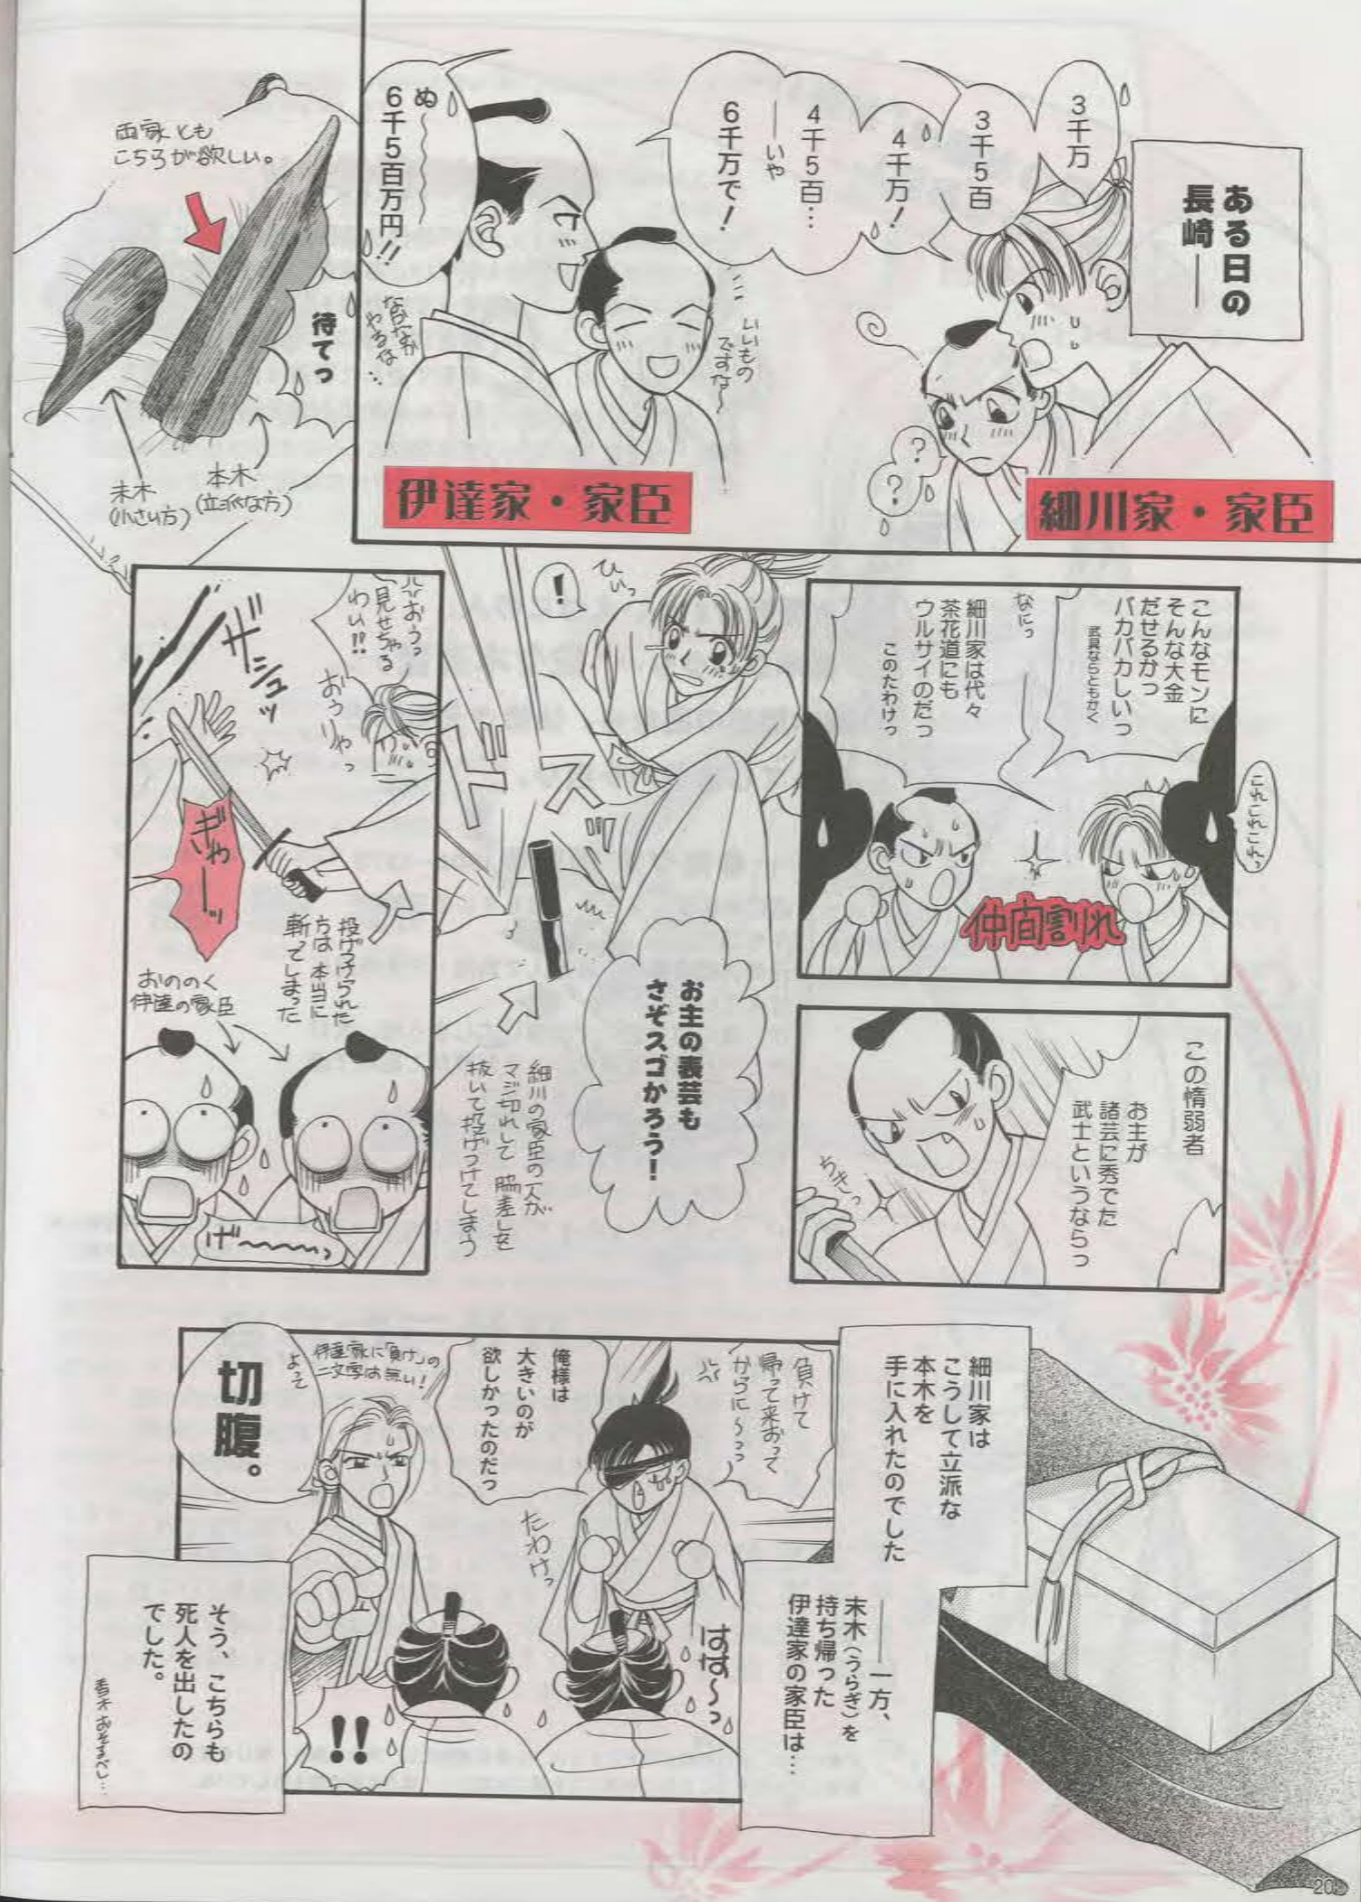 ある日の
長崎――
3千万
3千5百
4千万!
4千5百…
――いや
6千万で!
細川家・家臣
いいもの
ですな~
ぬ~~~~
6千5百万円!!
なかなか
やるな…
伊達家・家臣
両家とも
こちらが欲しい。
待てっ
本木
(立派な方)
末木
(小さい方)
こんなモンに
そんな大金
だせるかっ
バカバカしいっ
武具ならともかく
これこれこれっ
なにっ
細川家は代々
茶花道にも
ウルサイのだっ
このたわけっ
仲間割れ
この惰弱者
お主が
諸芸に秀でた
武士というならっ
ちきっ
ひいっ
!
ドスッ
お主の表芸も
さぞスゴかろう!
細川の家臣の一人が
マジ切れして 脇差しを
抜いて投げつけてしまう
おうっ
見せちゃる
わい!!
おうりゃっ
ザシュッ
ぎゃーッ
投げつけられた
方は 本当に
斬ってしまった
おののく
伊達の家臣
げ~~~~っ
細川家は
こうして立派な
本木を
手に入れたのでした
――一方、
末木(うらぎ)を
持ち帰った
伊達家の家臣は…
負けて
帰って来おって
からに~っっ
俺様は
大きいのが
欲しかったのだっ
たわけっ
はは~っ
伊達家に「負け」の
二文字は無い!
よって
切腹。
!!
そう、こちらも
死人を出したの
でした。
香木おそるべし…